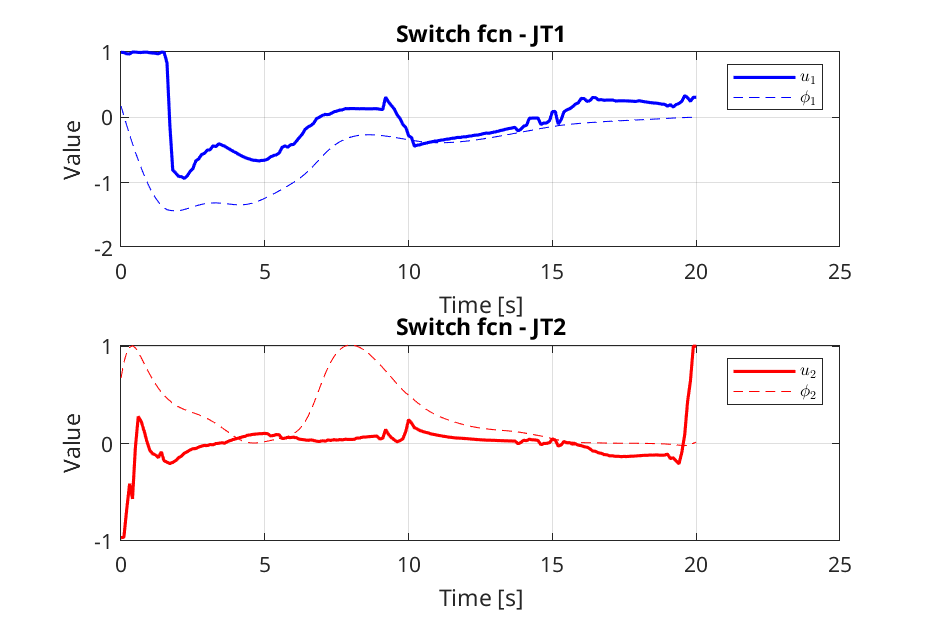 Switch fcn - JT1
1
0
-1
-2
Value
u₁
ϕ₁
0 5 10 15 20 25
Time [s]
Switch fcn - JT2
1
0
-1
Value
u₂
ϕ₂
0 5 10 15 20 25
Time [s]